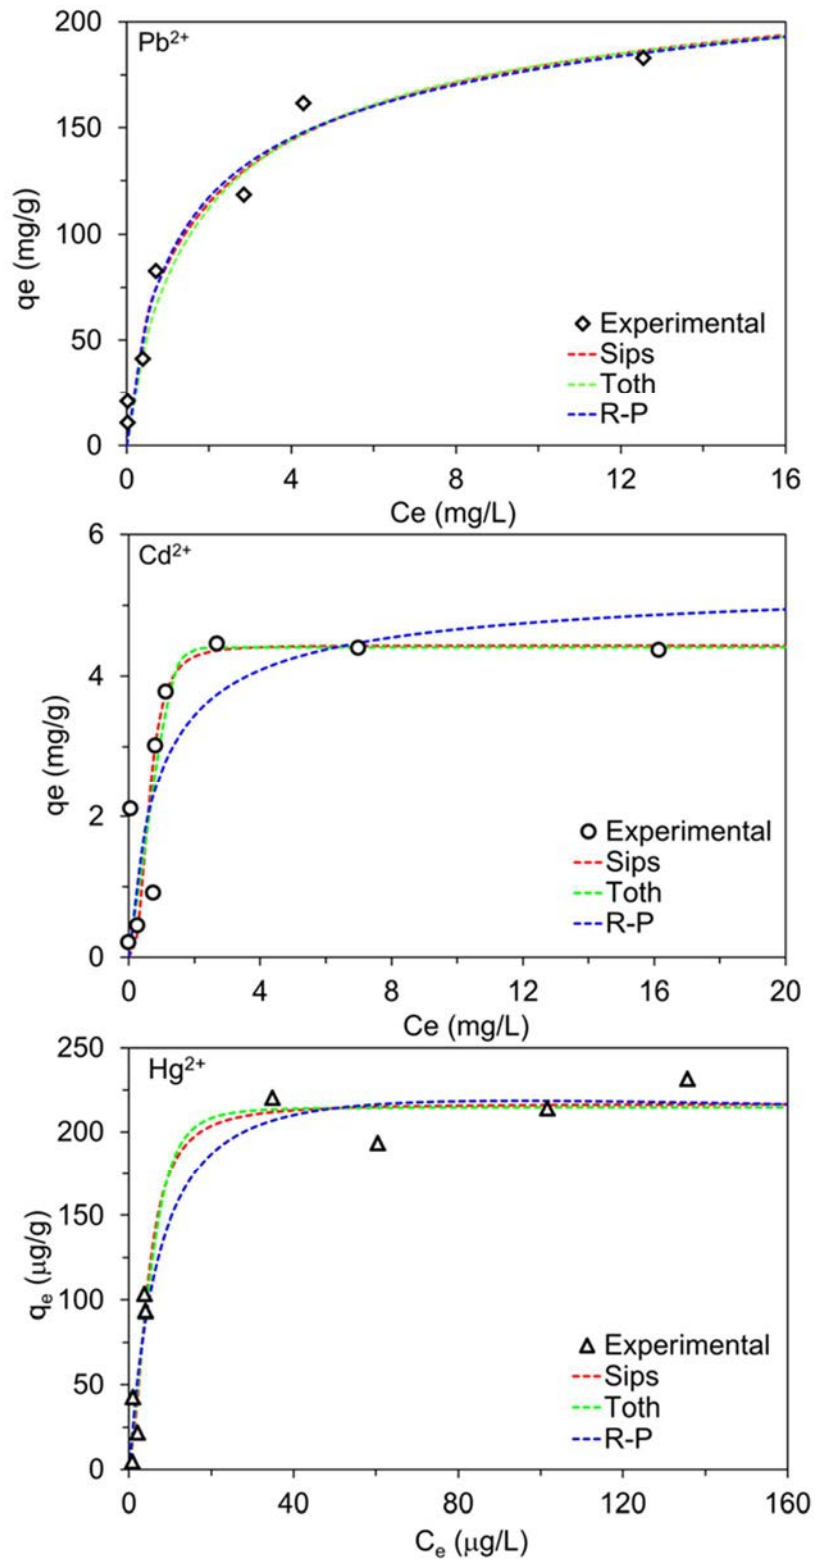 200
Pb²⁺
150
100
50
0
qe (mg/g)
Experimental
Sips
Toth
R-P
0 4 8 12 16
Ce (mg/L)
6
Cd²⁺
4
2
0
qe (mg/g)
Experimental
Sips
Toth
R-P
0 4 8 12 16 20
Ce (mg/L)
250
Hg²⁺
200
150
100
50
0
qₑ (μg/g)
Experimental
Sips
Toth
R-P
0 40 80 120 160
Cₑ (μg/L)